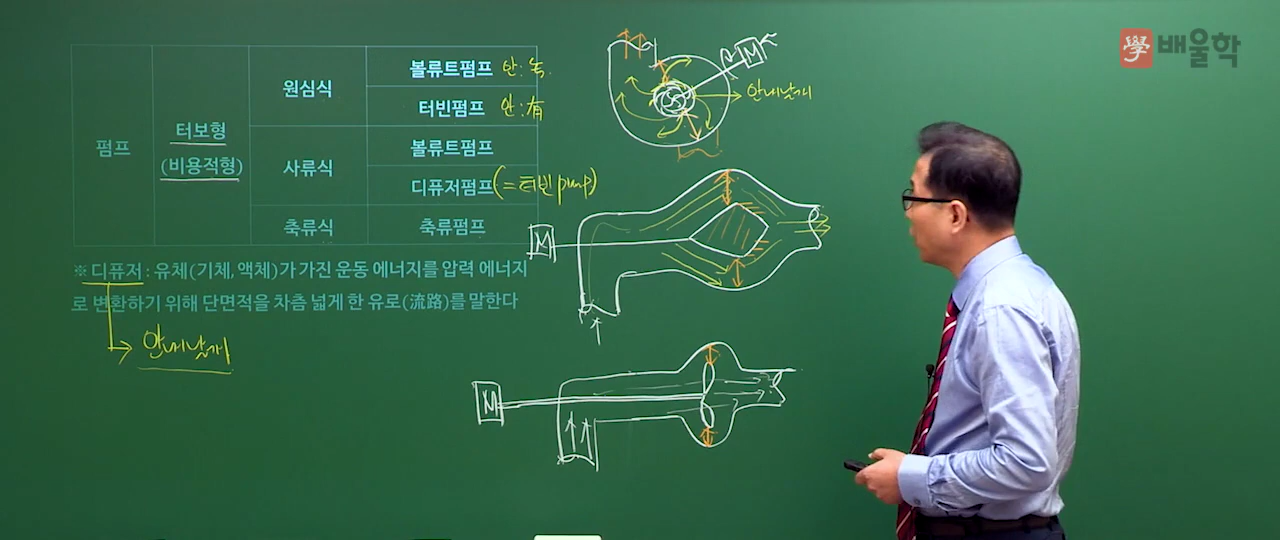 學 배울학
원심식
볼류트펌프 안:無
터빈펌프 안:有
펌프
터보형
(비용적형)
사류식
볼류트펌프
디퓨저펌프 (=터빈 pump)
축류식
축류펌프
※ 디퓨저 : 유체(기체, 액체)가 가진 운동 에너지를 압력 에너지
로 변환하기 위해 단면적을 차츰 넓게 한 유로(流路)를 말한다
안내날개
M
안내날개
M
M